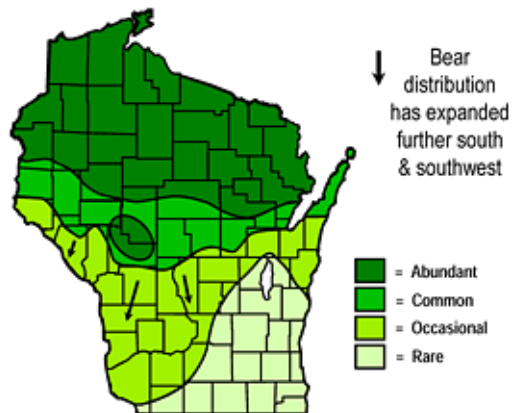 Bear
distribution
has expanded
further south
& southwest
= Abundant
= Common
= Occasional
= Rare